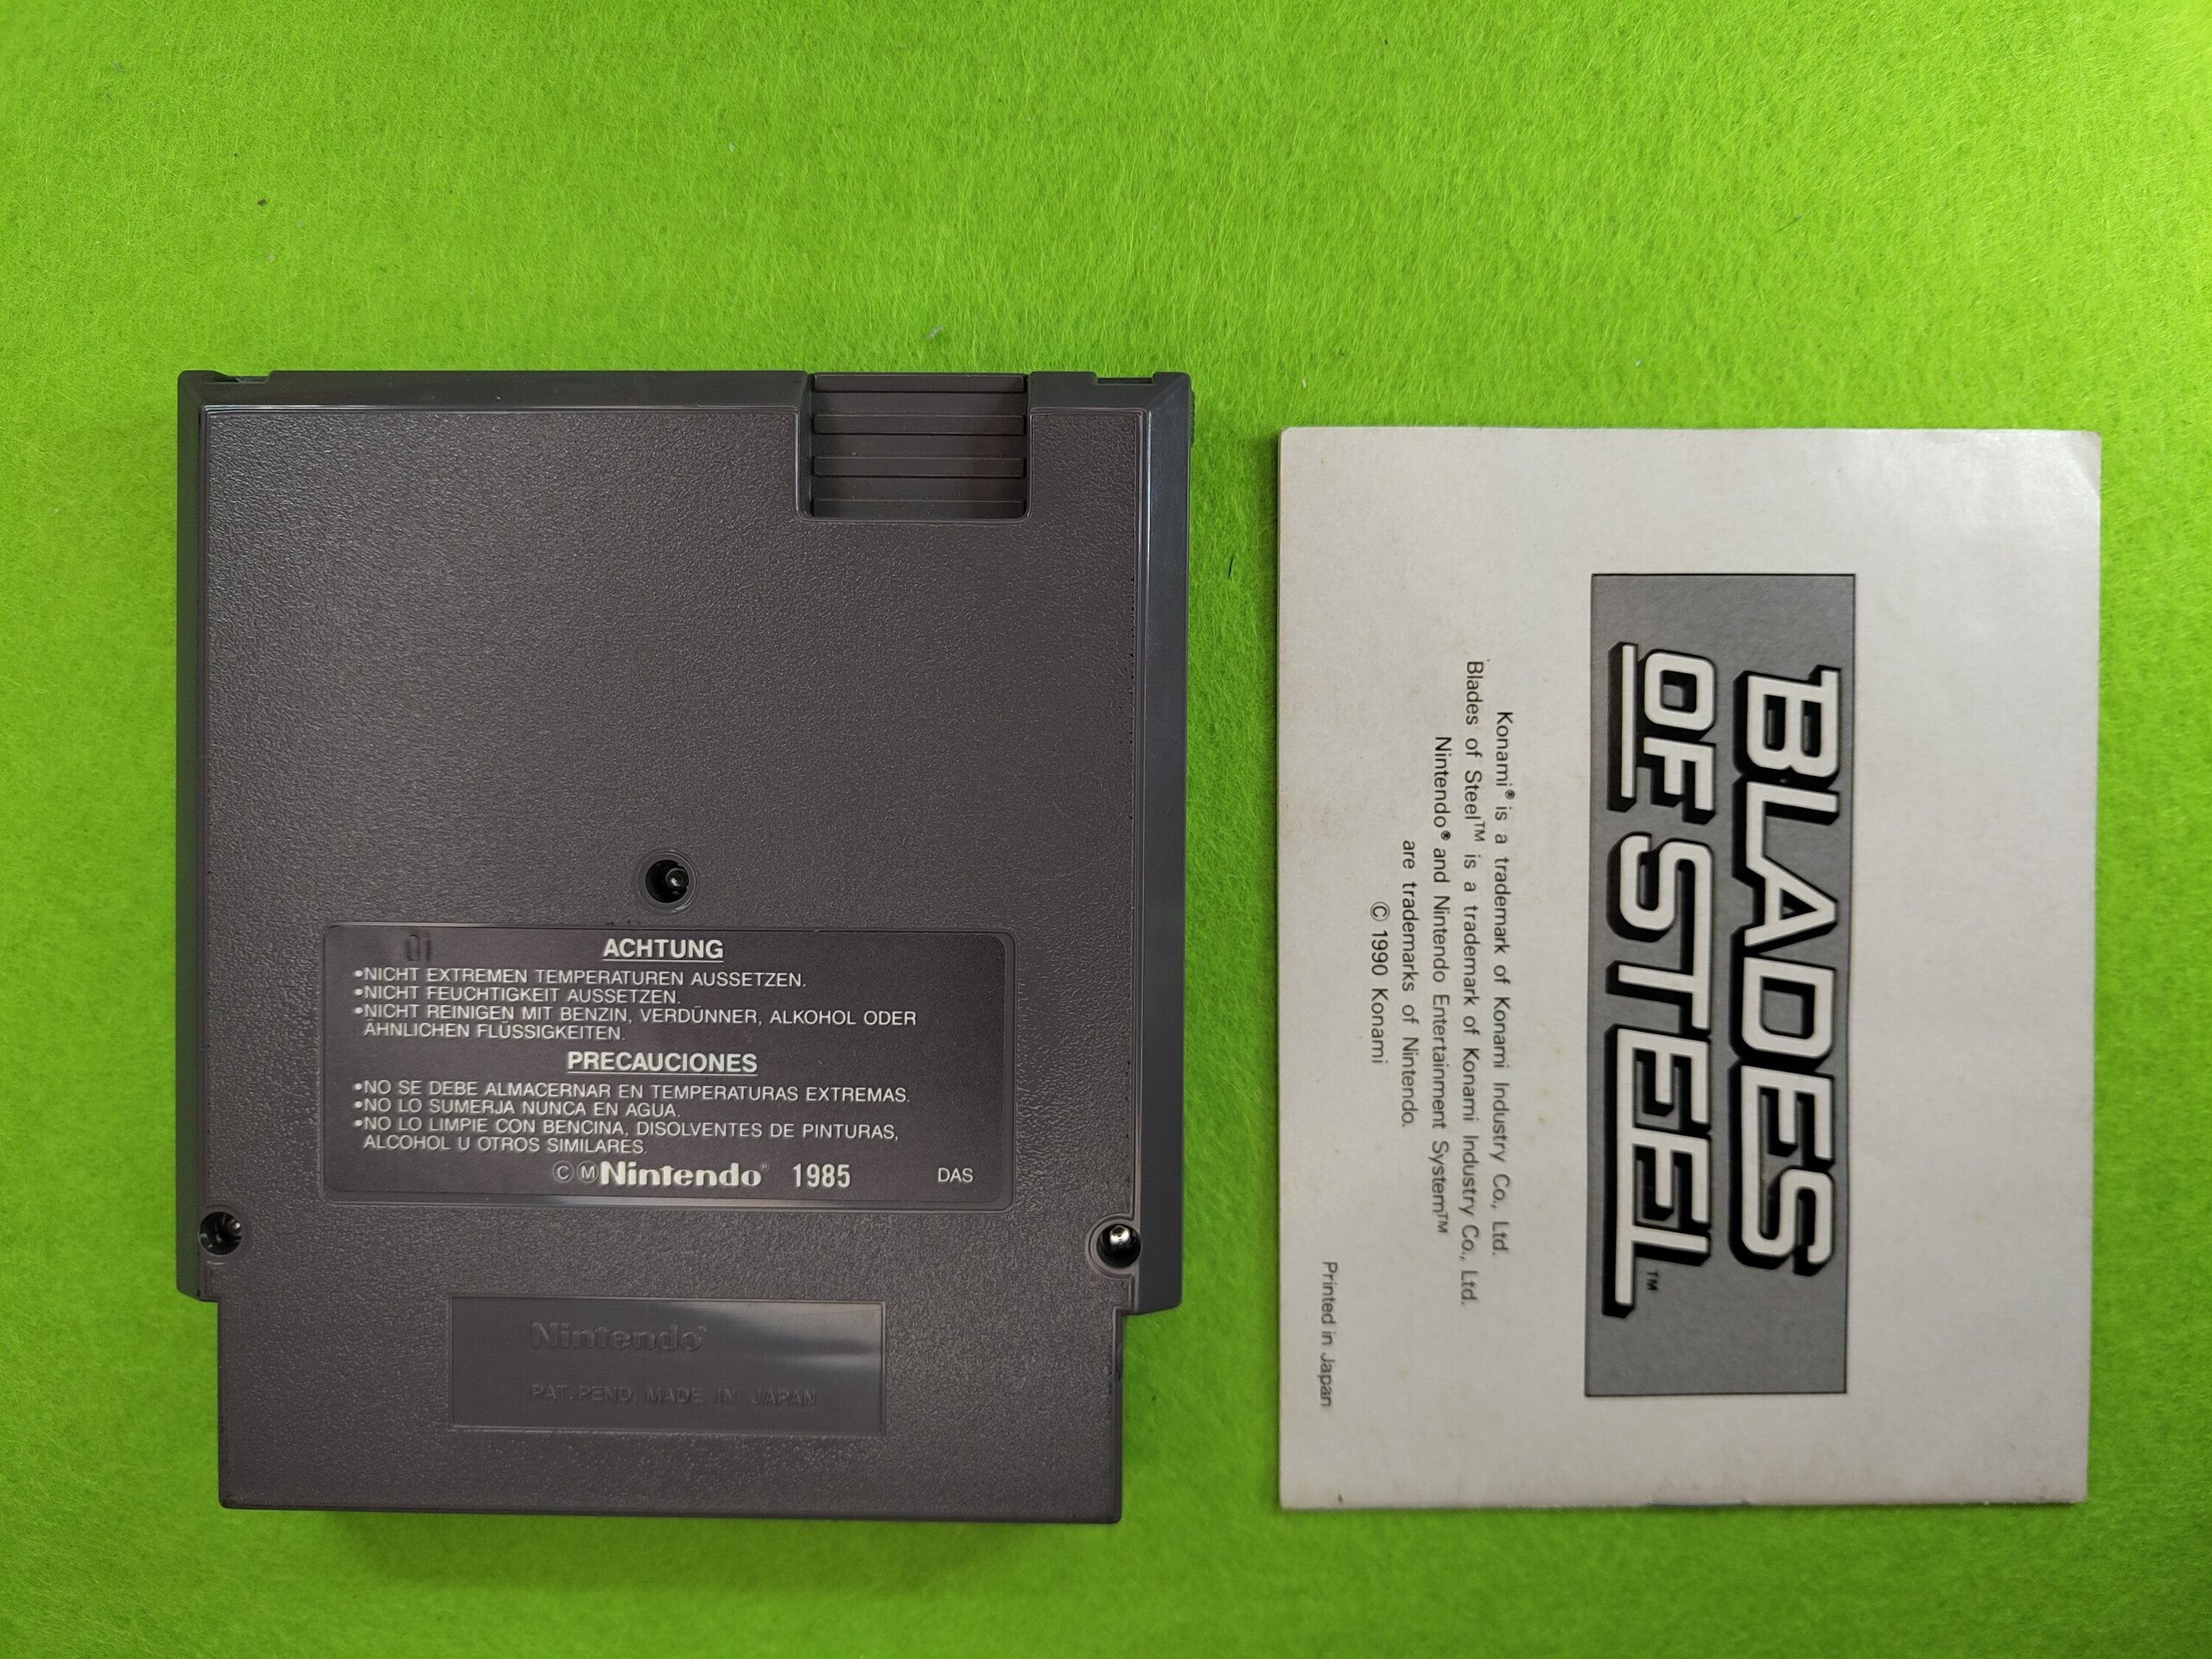 01
ACHTUNG
•NICHT EXTREMEN TEMPERATUREN AUSSETZEN.
•NICHT FEUCHTIGKEIT AUSSETZEN.
•NICHT REINIGEN MIT BENZIN, VERDÜNNER, ALKOHOL ODER
ÄHNLICHEN FLÜSSIGKEITEN.
PRECAUCIONES
•NO SE DEBE ALMACERNAR EN TEMPERATURAS EXTREMAS.
•NO LO SUMERJA NUNCA EN AGUA.
•NO LO LIMPIE CON BENCINA, DISOLVENTES DE PINTURAS,
ALCOHOL U OTROS SIMILARES.
ⒸⓂNintendo® 1985 DAS
Nintendo®
PAT. PEND. MADE IN JAPAN
BLADES
OF STEEL™
Konami® is a trademark of Konami Industry Co., Ltd.
Blades of Steel™ is a trademark of Konami Industry Co., Ltd.
Nintendo® and Nintendo Entertainment System™
are trademarks of Nintendo.
© 1990 Konami
Printed in Japan